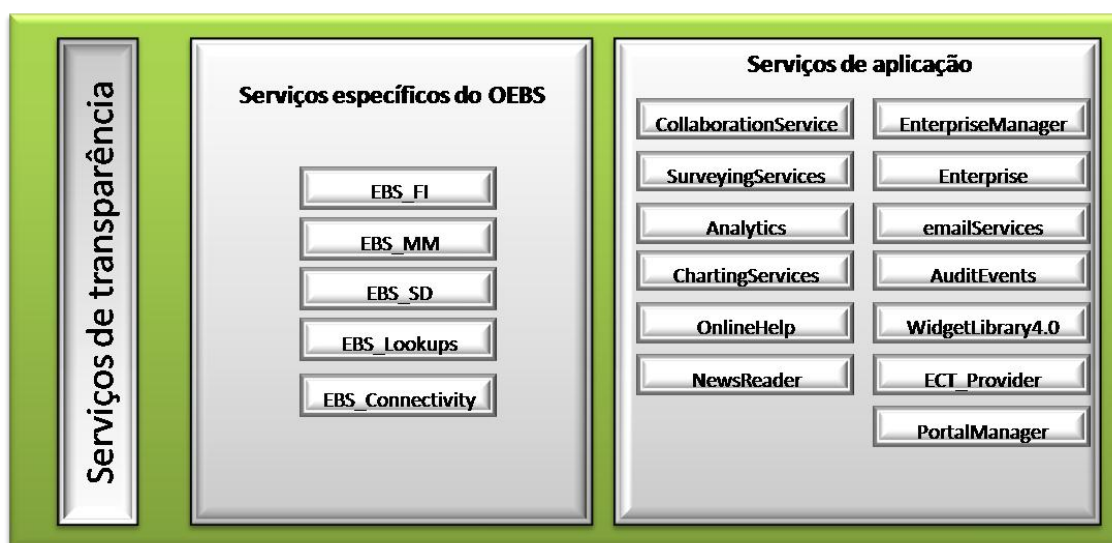 Serviços de transparência
Serviços específicos do OEBS
EBS_FI
EBS_MM
EBS_SD
EBS_Lookups
EBS_Connectivity
Serviços de aplicação
CollaborationService
SurveyingServices
Analytics
ChartingServices
OnlineHelp
NewsReader
EnterpriseManager
Enterprise
emailServices
AuditEvents
WidgetLibrary4.0
ECT_Provider
PortalManager